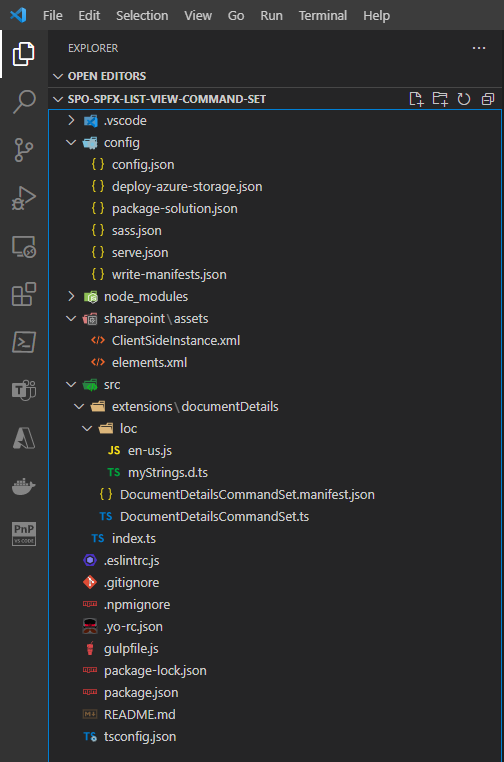 File Edit Selection View Go Run Terminal Help
EXPLORER
OPEN EDITORS
SPO-SPFX-LIST-VIEW-COMMAND-SET
.vscode
config
{ } config.json
{ } deploy-azure-storage.json
{ } package-solution.json
{ } sass.json
{ } serve.json
{ } write-manifests.json
node_modules
sharepoint\assets
ClientSideInstance.xml
elements.xml
src
extensions\documentDetails
loc
JS en-us.js
TS myStrings.d.ts
{ } DocumentDetailsCommandSet.manifest.json
TS DocumentDetailsCommandSet.ts
TS index.ts
.eslintrc.js
.gitignore
.npmignore
.yo-rc.json
gulpfile.js
package-lock.json
package.json
README.md
TS tsconfig.json
PnP
VS CODE